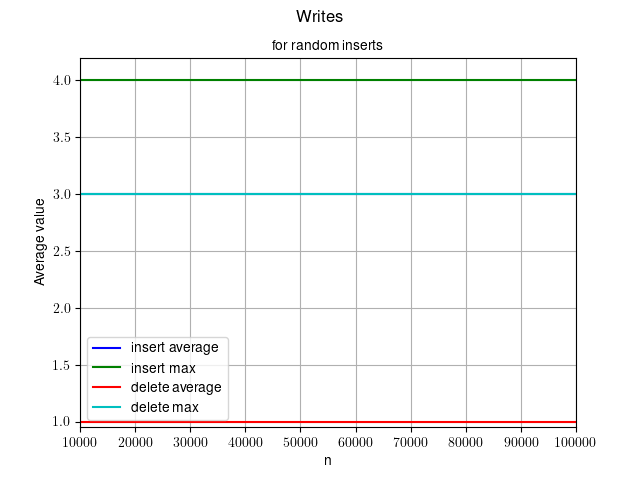 Writes
for random inserts
4.0
3.5
3.0
2.5
2.0
1.5
1.0
Average value
insert average
insert max
delete average
delete max
10000 20000 30000 40000 50000 60000 70000 80000 90000 100000
n